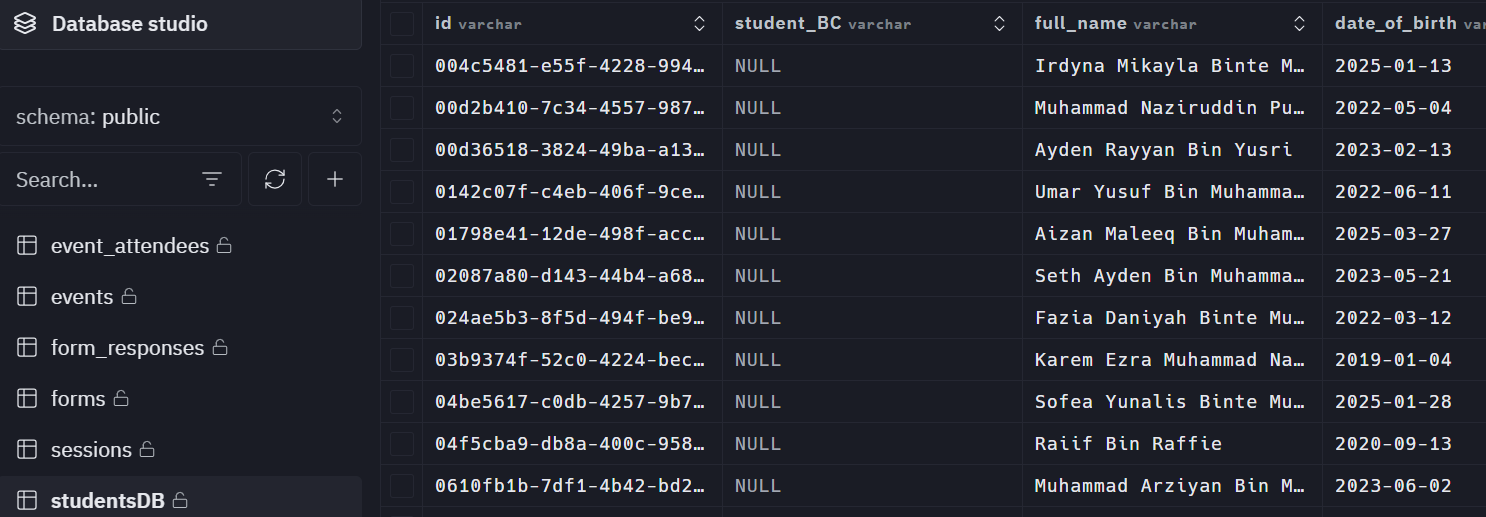 Database studio
schema: public
Search...
event_attendees
events
form_responses
forms
sessions
studentsDB
id varchar student_BC varchar full_name varchar date_of_birth var
004c5481-e55f-4228-994… NULL Irdyna Mikayla Binte M… 2025-01-13
00d2b410-7c34-4557-987… NULL Muhammad Naziruddin Pu… 2022-05-04
00d36518-3824-49ba-a13… NULL Ayden Rayyan Bin Yusri 2023-02-13
0142c07f-c4eb-406f-9ce… NULL Umar Yusuf Bin Muhamma… 2022-06-11
01798e41-12de-498f-acc… NULL Aizan Maleeq Bin Muham… 2025-03-27
02087a80-d143-44b4-a68… NULL Seth Ayden Bin Muhamma… 2023-05-21
024ae5b3-8f5d-494f-be9… NULL Fazia Daniyah Binte Mu… 2022-03-12
03b9374f-52c0-4224-bec… NULL Karem Ezra Muhammad Na… 2019-01-04
04be5617-c0db-4257-9b7… NULL Sofea Yunalis Binte Mu… 2025-01-28
04f5cba9-db8a-400c-958… NULL Raiif Bin Raffie 2020-09-13
0610fb1b-7df1-4b42-bd2… NULL Muhammad Arziyan Bin M… 2023-06-02